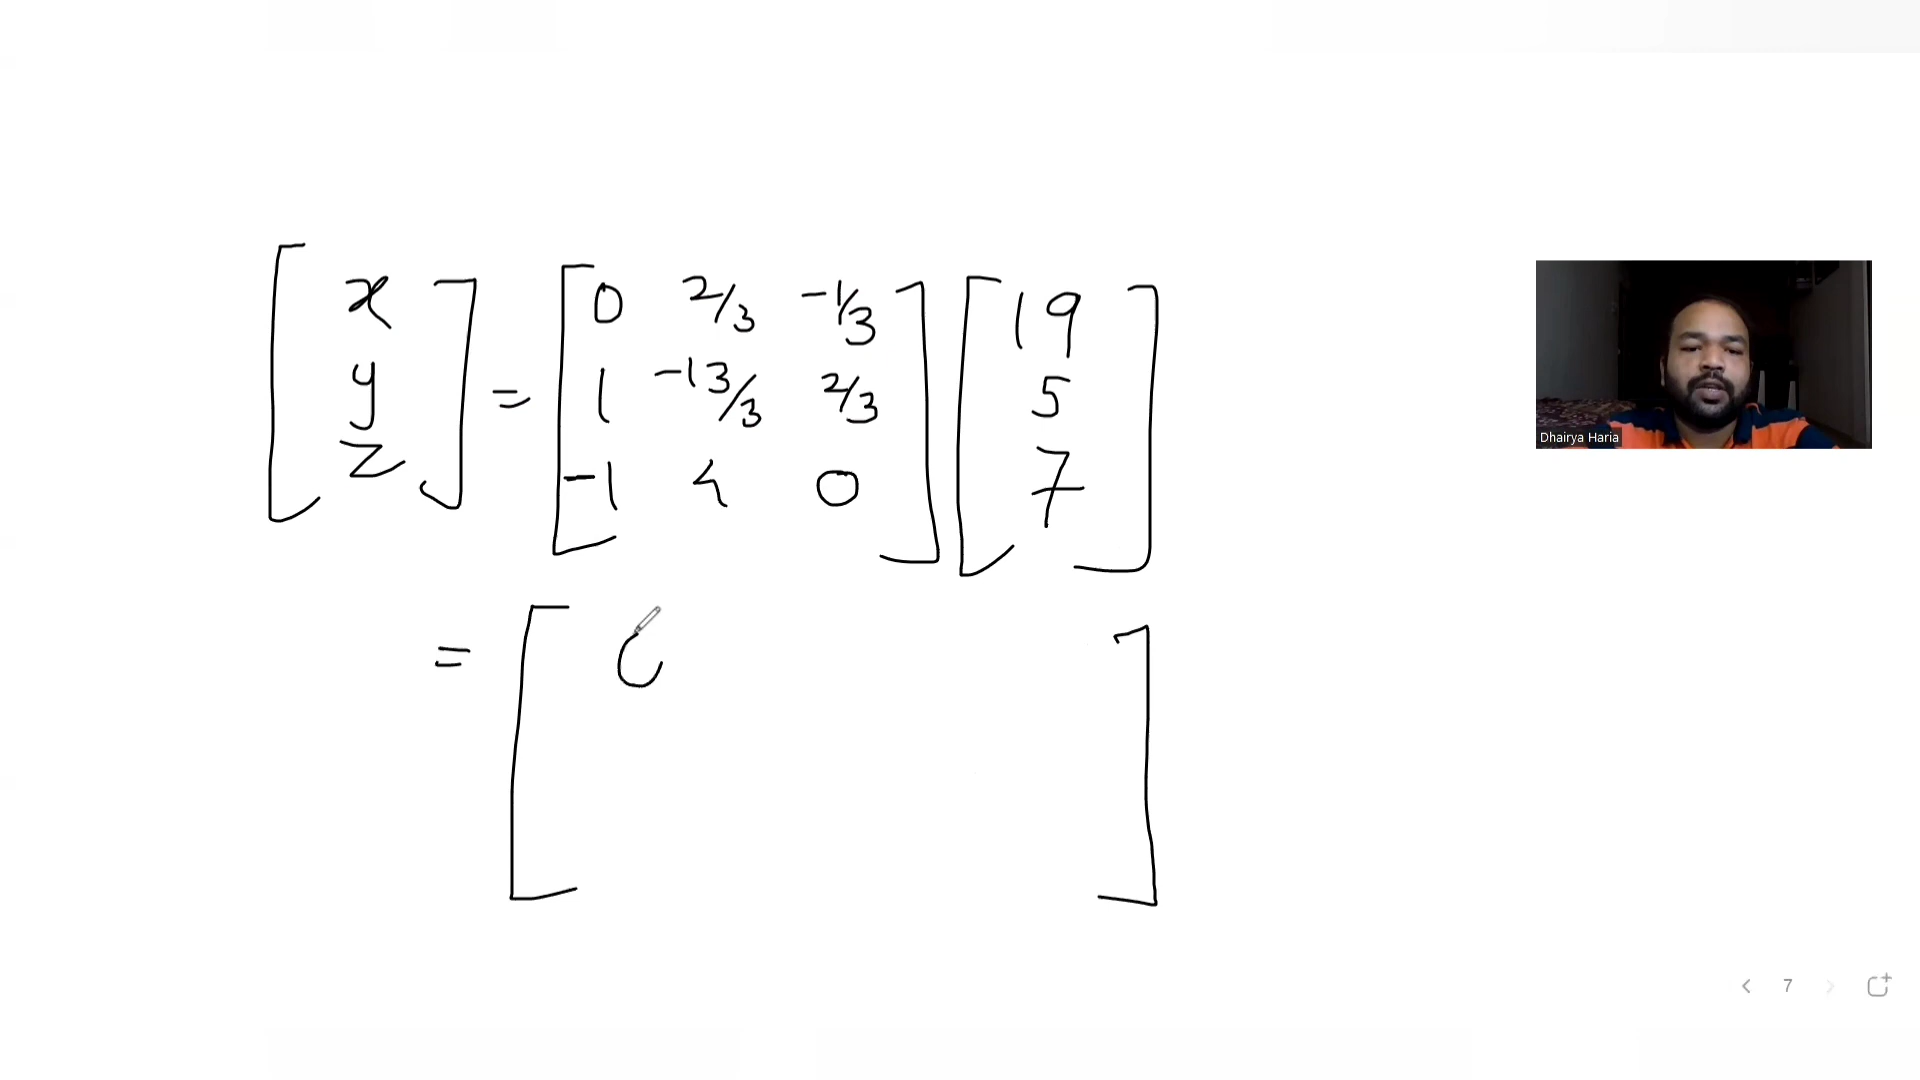 [x] = [0 2/3 -1/3] [19]
[y] = [1 -13/3 2/3] [5]
[z] = [-1 4 0] [7]
= [
Dhairya Haria
7